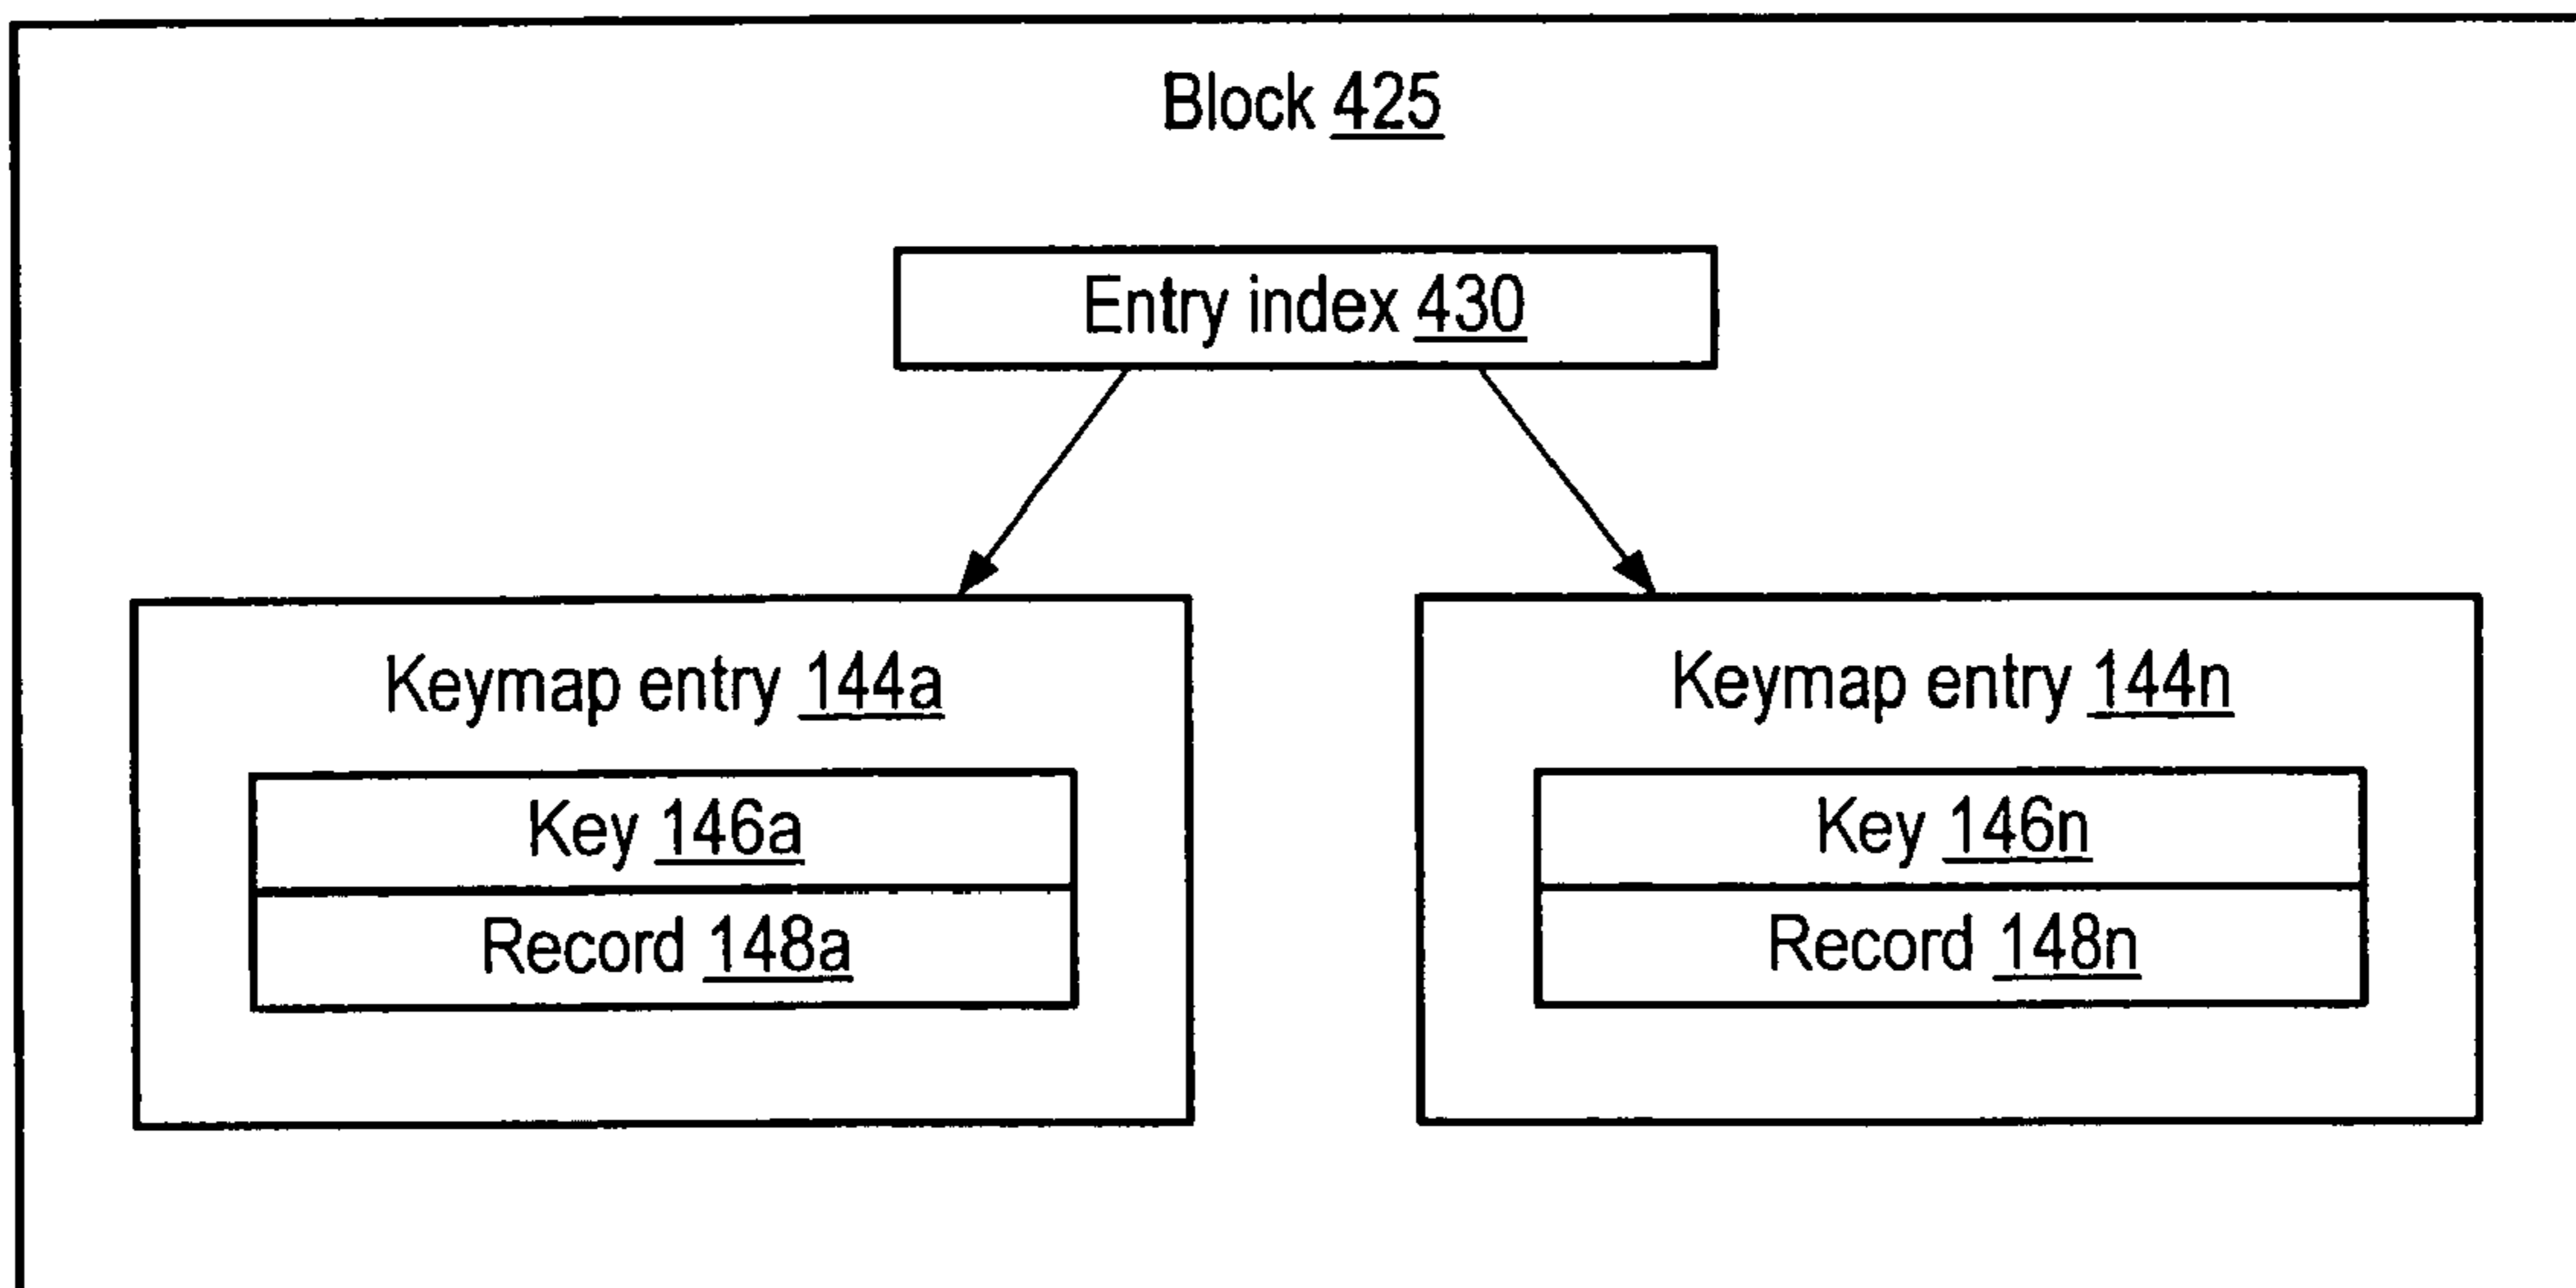 Block 425
Entry index 430
Keymap entry 144a
Key 146a
Record 148a
Keymap entry 144n
Key 146n
Record 148n